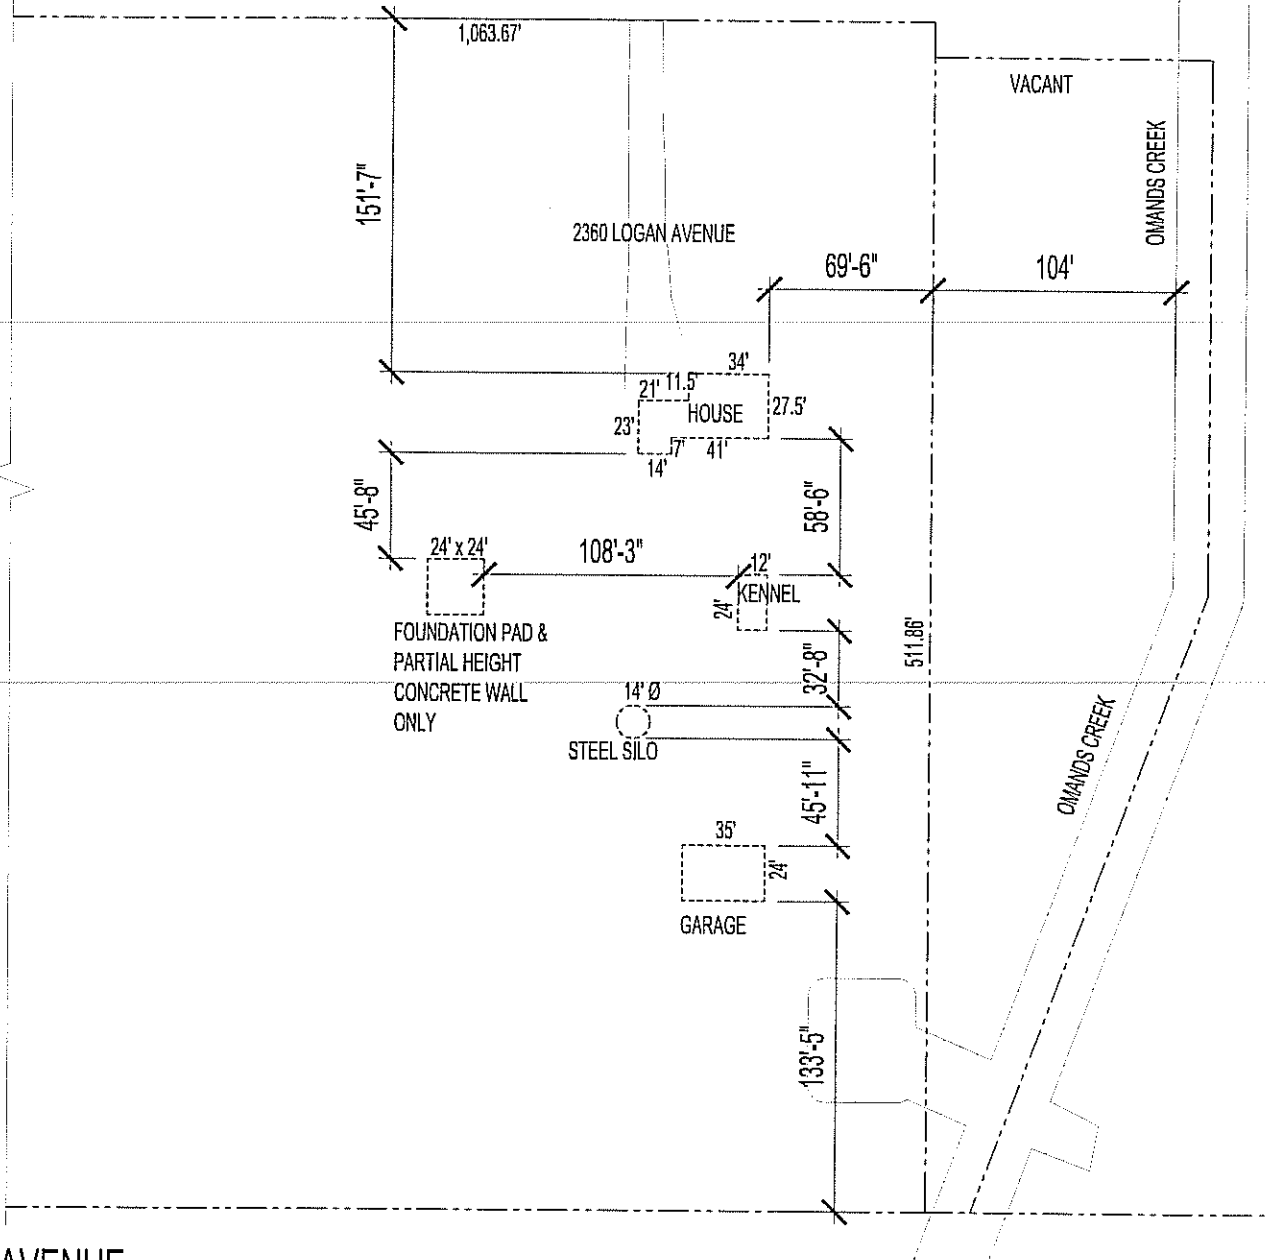 1,063.67'
VACANT
OMANDS CREEK
151'-7"
2360 LOGAN AVENUE
69'-6"
104'
34'
11.5'
21'
HOUSE
27.5'
23'
7'
41'
14'
45'-8"
58'-6"
24' x 24'
108'-3"
12'
KENNEL
24'
FOUNDATION PAD &
PARTIAL HEIGHT
CONCRETE WALL
ONLY
511.86'
32'-8"
14' Ø
STEEL SILO
OMANDS CREEK
45'-11"
35'
24'
GARAGE
133'-5"
AVENUE